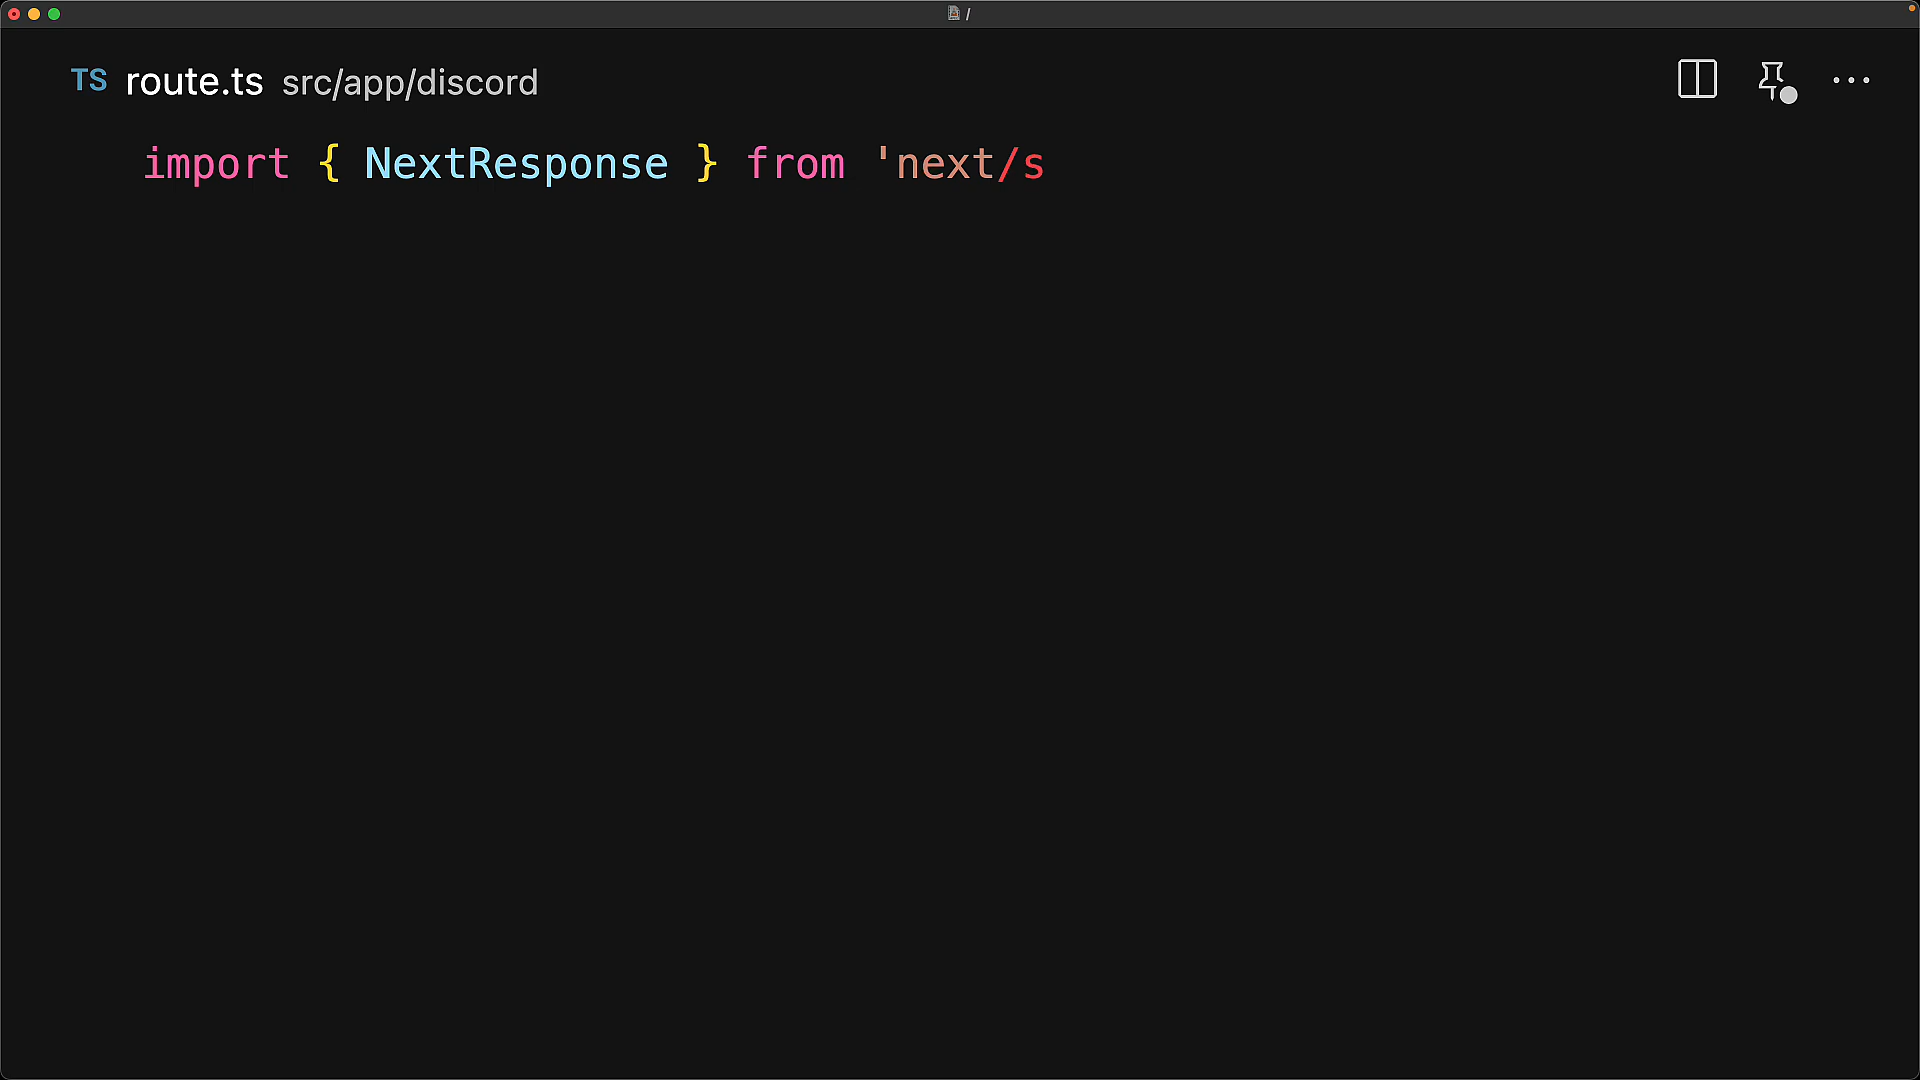 /
TS route.ts src/app/discord
import { NextResponse } from 'next/s